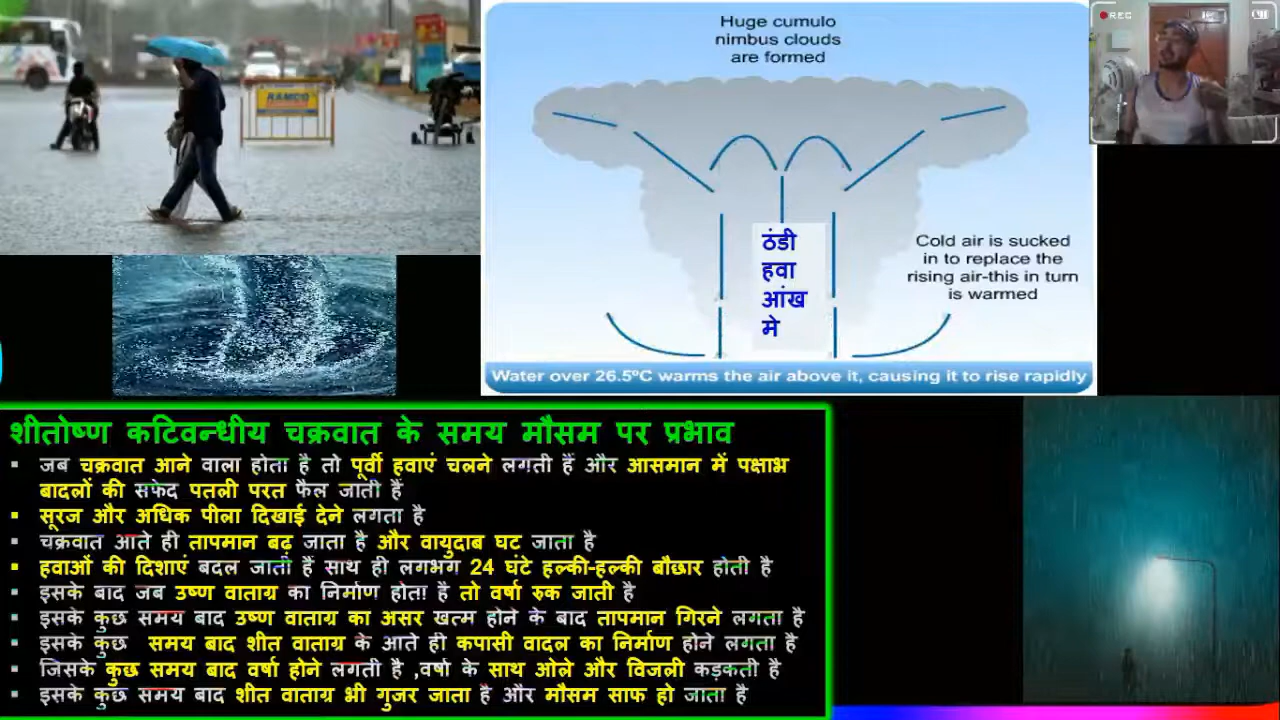 RAMCO
Huge cumulo
nimbus clouds
are formed
REC
ठंडी
हवा
आंख
मे
Cold air is sucked
in to replace the
rising air-this in turn
is warmed
Water over 26.5ºC warms the air above it, causing it to rise rapidly
शीतोष्ण कटिवन्धीय चक्रवात के समय मौसम पर प्रभाव
▪ जब चक्रवात आने वाला होता है तो पूर्वी हवाएं चलने लगती हैं और आसमान में पक्षाभ
बादलों की सफेद पतली परत फैल जाती हैं
▪ सूरज और अधिक पीला दिखाई देने लगता है
▪ चक्रवात आते ही तापमान बढ़ जाता है और वायुदाब घट जाता है
▪ हवाओं की दिशाएं बदल जाती हैं साथ ही लगभग 24 घंटे हल्की-हल्की बौछार होती है
▪ इसके बाद जब उष्ण वाताग्र का निर्माण होता है तो वर्षा रुक जाती है
▪ इसके कुछ समय बाद उष्ण वाताग्र का असर खत्म होने के बाद तापमान गिरने लगता है
▪ इसके कुछ समय बाद शीत वाताग्र के आते ही कपासी वादल का निर्माण होने लगता है
▪ जिसके कुछ समय बाद वर्षा होने लगती है ,वर्षा के साथ ओले और विजली कड़कती है
▪ इसके कुछ समय बाद शीत वाताग्र भी गुजर जाता है और मौसम साफ हो जाता है